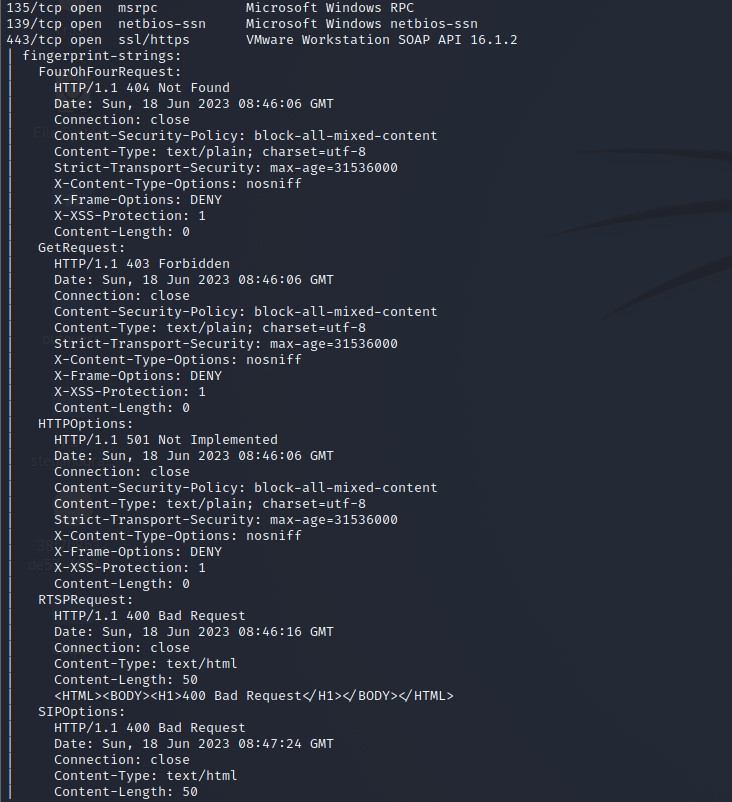 135/tcp open  msrpc         Microsoft Windows RPC
139/tcp open  netbios-ssn   Microsoft Windows netbios-ssn
443/tcp open  ssl/https     VMware Workstation SOAP API 16.1.2
| fingerprint-strings:
|   FourOhFourRequest:
|     HTTP/1.1 404 Not Found
|     Date: Sun, 18 Jun 2023 08:46:06 GMT
|     Connection: close
|     Content-Security-Policy: block-all-mixed-content
|     Content-Type: text/plain; charset=utf-8
|     Strict-Transport-Security: max-age=31536000
|     X-Content-Type-Options: nosniff
|     X-Frame-Options: DENY
|     X-XSS-Protection: 1
|     Content-Length: 0
|   GetRequest:
|     HTTP/1.1 403 Forbidden
|     Date: Sun, 18 Jun 2023 08:46:06 GMT
|     Connection: close
|     Content-Security-Policy: block-all-mixed-content
|     Content-Type: text/plain; charset=utf-8
|     Strict-Transport-Security: max-age=31536000
|     X-Content-Type-Options: nosniff
|     X-Frame-Options: DENY
|     X-XSS-Protection: 1
|     Content-Length: 0
|   HTTPOptions:
|     HTTP/1.1 501 Not Implemented
|     Date: Sun, 18 Jun 2023 08:46:06 GMT
|     Connection: close
|     Content-Security-Policy: block-all-mixed-content
|     Content-Type: text/plain; charset=utf-8
|     Strict-Transport-Security: max-age=31536000
|     X-Content-Type-Options: nosniff
|     X-Frame-Options: DENY
|     X-XSS-Protection: 1
|     Content-Length: 0
|   RTSPRequest:
|     HTTP/1.1 400 Bad Request
|     Date: Sun, 18 Jun 2023 08:46:16 GMT
|     Connection: close
|     Content-Type: text/html
|     Content-Length: 50
|     <HTML><BODY><H1>400 Bad Request</H1></BODY></HTML>
|   SIPOptions:
|     HTTP/1.1 400 Bad Request
|     Date: Sun, 18 Jun 2023 08:47:24 GMT
|     Connection: close
|     Content-Type: text/html
|     Content-Length: 50